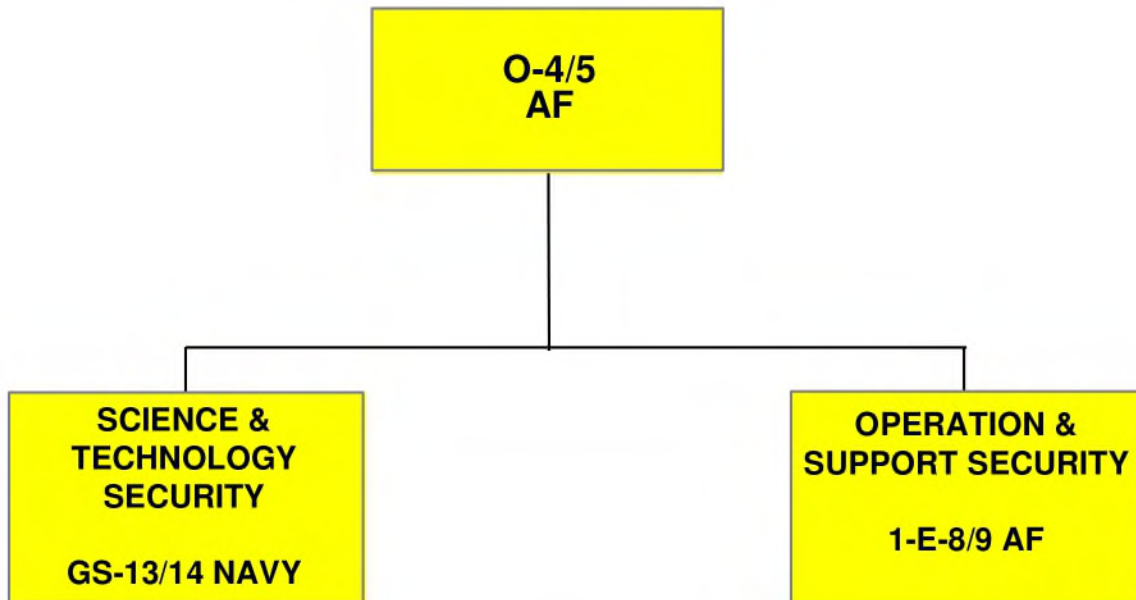 O-4/5
AF
SCIENCE &
TECHNOLOGY
SECURITY
GS-13/14 NAVY
OPERATION &
SUPPORT SECURITY
1-E-8/9 AF